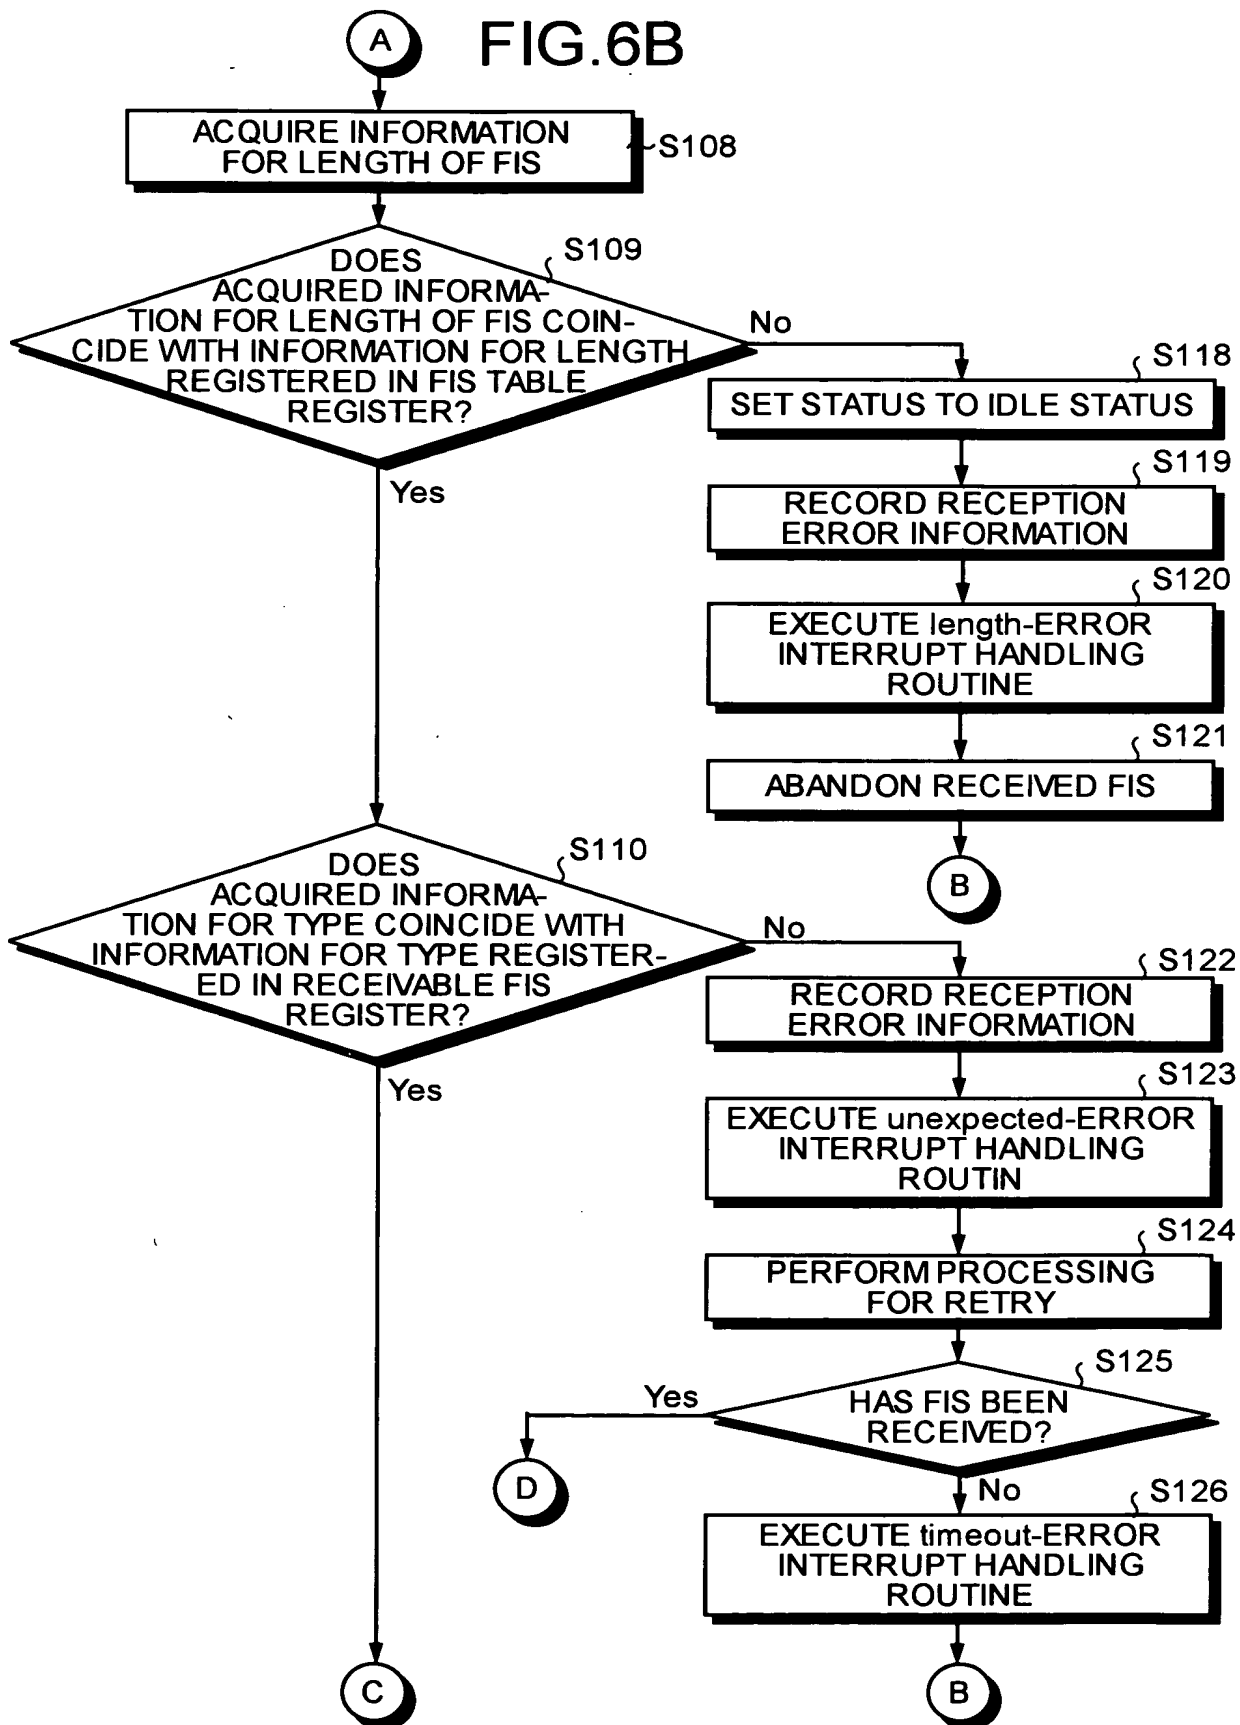 A
FIG.6B
ACQUIRE INFORMATION
FOR LENGTH OF FIS
S108
S109
DOES
ACQUIRED INFORMA-
TION FOR LENGTH OF FIS COIN-
CIDE WITH INFORMATION FOR LENGTH
REGISTERED IN FIS TABLE
REGISTER?
No
Yes
S118
SET STATUS TO IDLE STATUS
S119
RECORD RECEPTION
ERROR INFORMATION
S120
EXECUTE length-ERROR
INTERRUPT HANDLING
ROUTINE
S121
ABANDON RECEIVED FIS
B
S110
DOES
ACQUIRED INFORMA-
TION FOR TYPE COINCIDE WITH
INFORMATION FOR TYPE REGISTER-
ED IN RECEIVABLE FIS
REGISTER?
No
Yes
S122
RECORD RECEPTION
ERROR INFORMATION
S123
EXECUTE unexpected-ERROR
INTERRUPT HANDLING
ROUTIN
S124
PERFORM PROCESSING
FOR RETRY
S125
HAS FIS BEEN
RECEIVED?
Yes
D
No
S126
EXECUTE timeout-ERROR
INTERRUPT HANDLING
ROUTINE
C
B